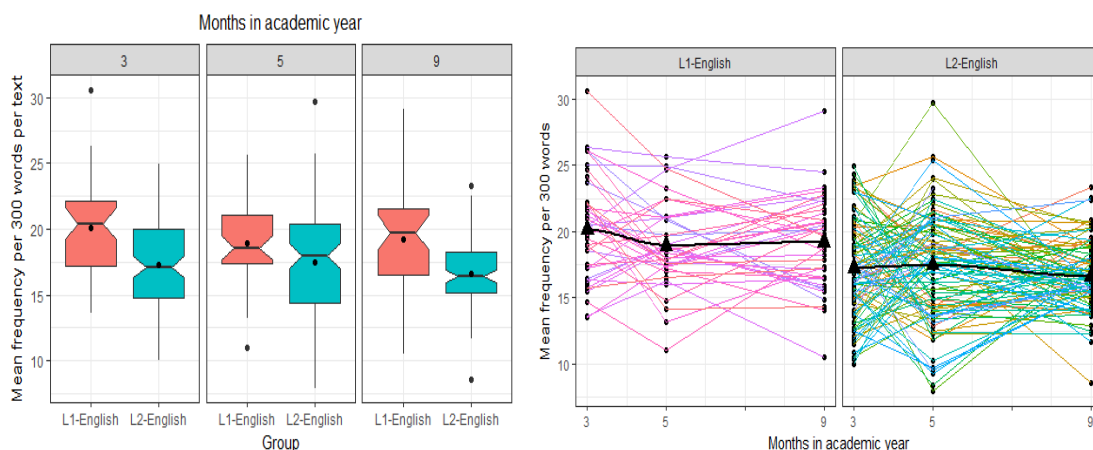 Months in academic year
3 5 9
Mean frequency per 300 words per text
30
25
20
15
10
L1-English L2-English L1-English L2-English L1-English L2-English
Group
L1-English L2-English
Mean frequency per 300 words
30
25
20
15
10
3 5 9 3 5 9
Months in academic year